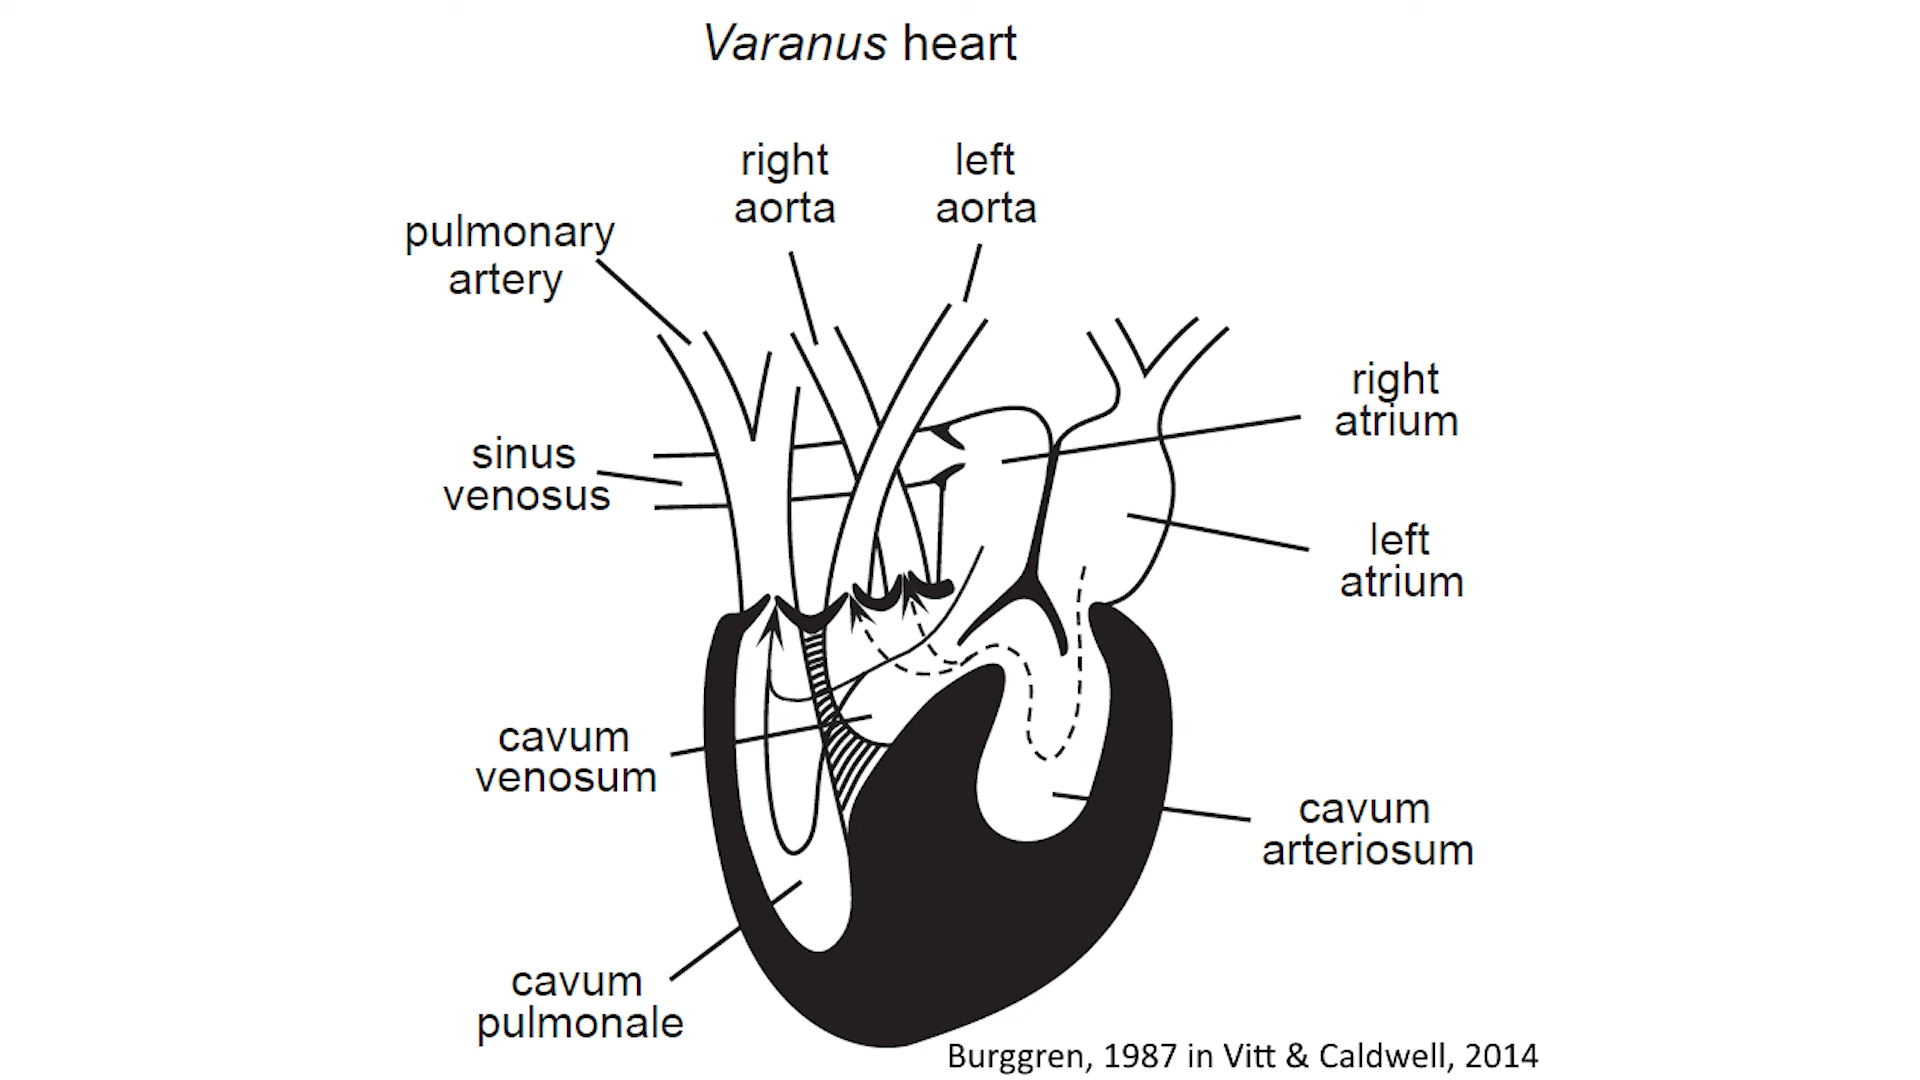 Varanus heart
right
aorta
left
aorta
pulmonary
artery
right
atrium
sinus
venosus
left
atrium
cavum
venosum
cavum
arteriosum
cavum
pulmonale
Burggren, 1987 in Vitt & Caldwell, 2014